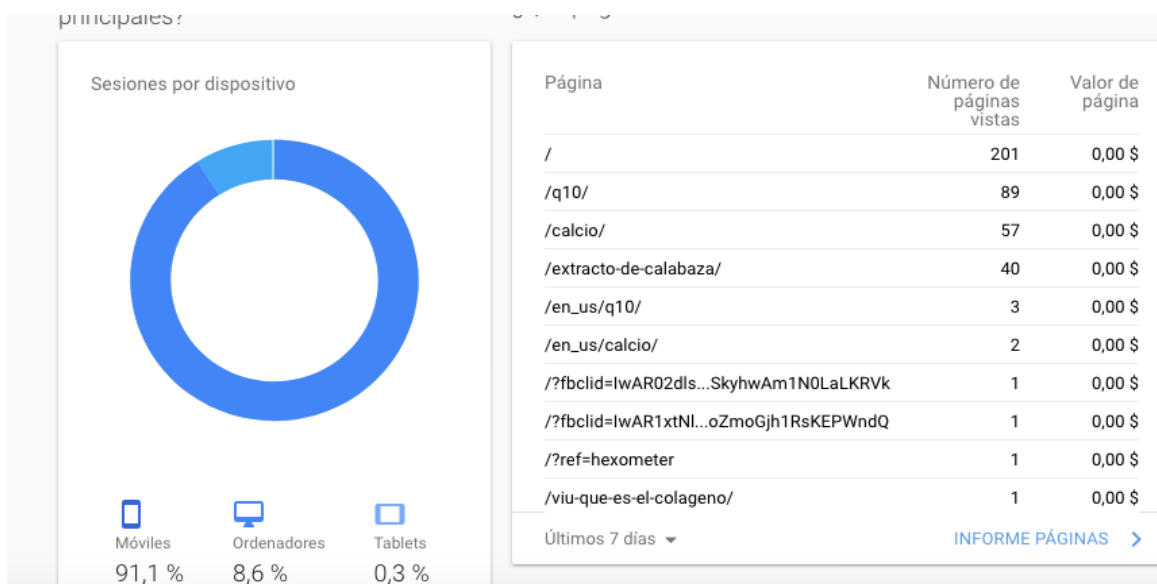 principales?
Sesiones por dispositivo
Móviles
Ordenadores
Tablets
91,1 %
8,6 %
0,3 %
Página
Número de
páginas
vistas
Valor de
página
/ 201 0,00 $
/q10/ 89 0,00 $
/calcio/ 57 0,00 $
/extracto-de-calabaza/ 40 0,00 $
/en_us/q10/ 3 0,00 $
/en_us/calcio/ 2 0,00 $
/?fbclid=IwAR02dls...SkyhwAm1N0LaLKRVk 1 0,00 $
/?fbclid=IwAR1xtNl...oZmoGjh1RsKEPWndQ 1 0,00 $
/?ref=hexometer 1 0,00 $
/viu-que-es-el-colageno/ 1 0,00 $
Últimos 7 días
INFORME PÁGINAS